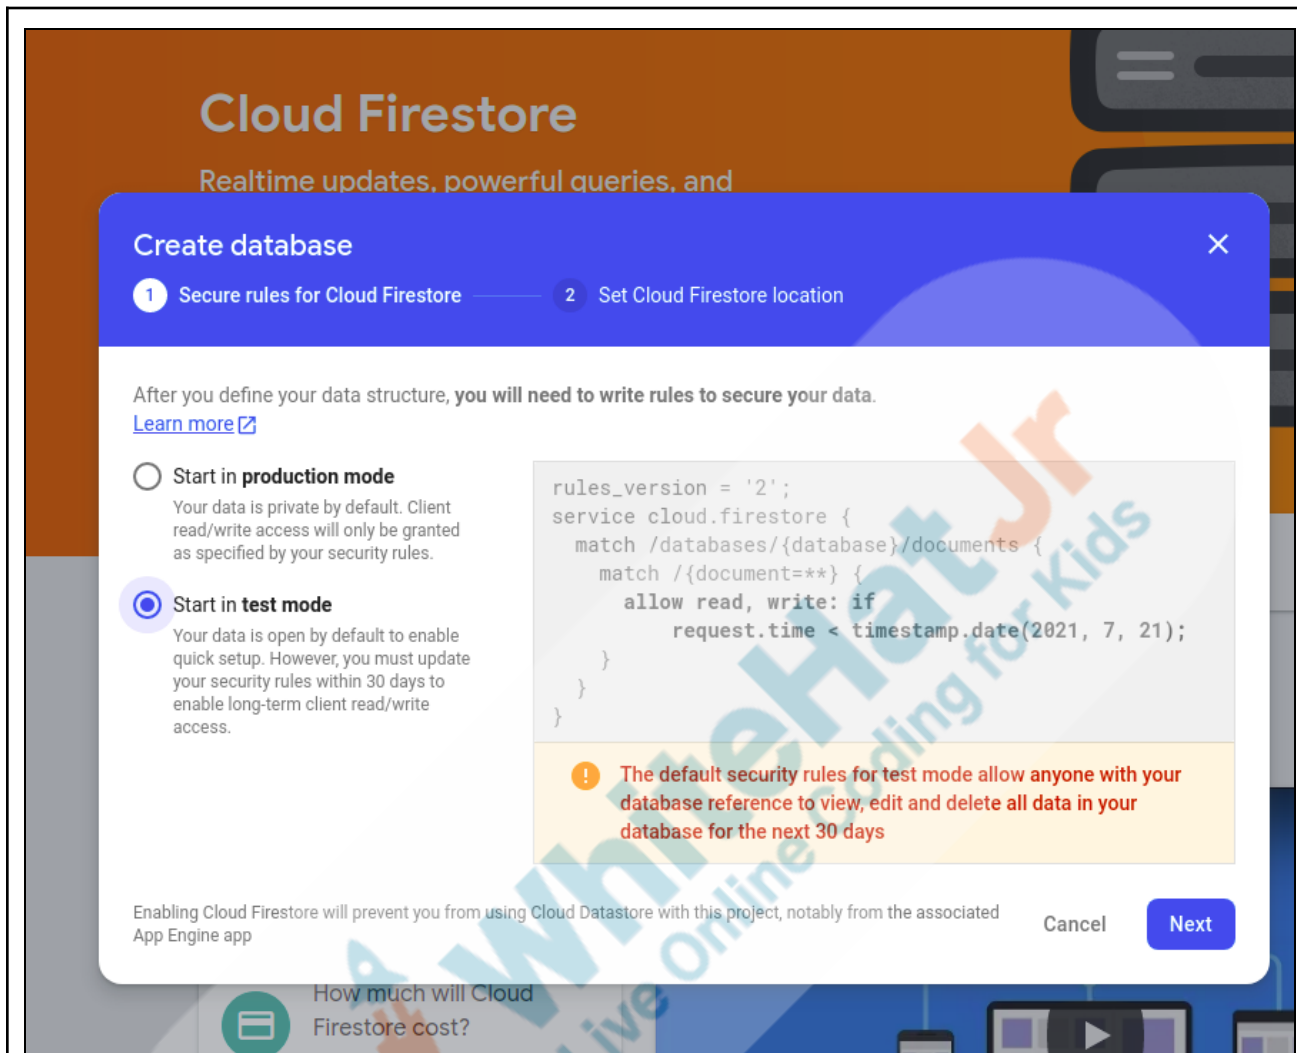 Cloud Firestore
Realtime updates, powerful queries, and
Create database
1 Secure rules for Cloud Firestore
2 Set Cloud Firestore location
After you define your data structure, you will need to write rules to secure your data.
Learn more
Start in production mode
Your data is private by default. Client
read/write access will only be granted
as specified by your security rules.
Start in test mode
Your data is open by default to enable
quick setup. However, you must update
your security rules within 30 days to
enable long-term client read/write
access.
rules_version = '2';
service cloud.firestore {
match /databases/{database}/documents {
match /{document=**} {
allow read, write: if
request.time < timestamp.date(2021, 7, 21);
}
}
}
The default security rules for test mode allow anyone with your
database reference to view, edit and delete all data in your
database for the next 30 days
Enabling Cloud Firestore will prevent you from using Cloud Datastore with this project, notably from the associated
App Engine app
Cancel
Next
How much will Cloud
Firestore cost?
WhiteHat Jr
Live Online Coding for Kids